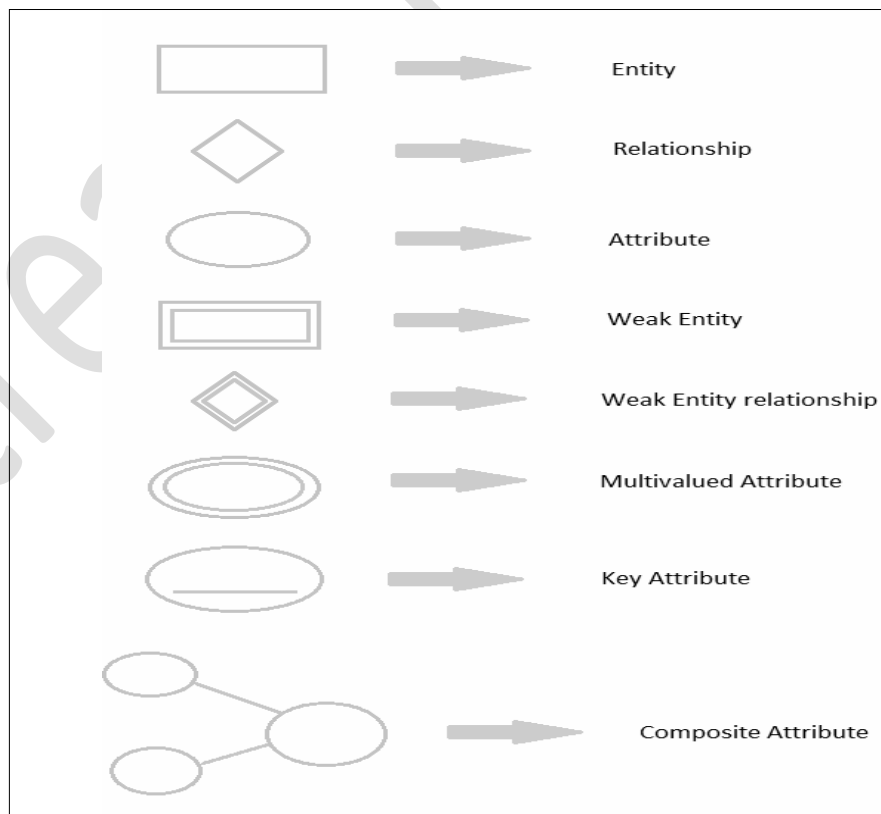 Entity
Relationship
Attribute
Weak Entity
Weak Entity relationship
Multivalued Attribute
Key Attribute
Composite Attribute